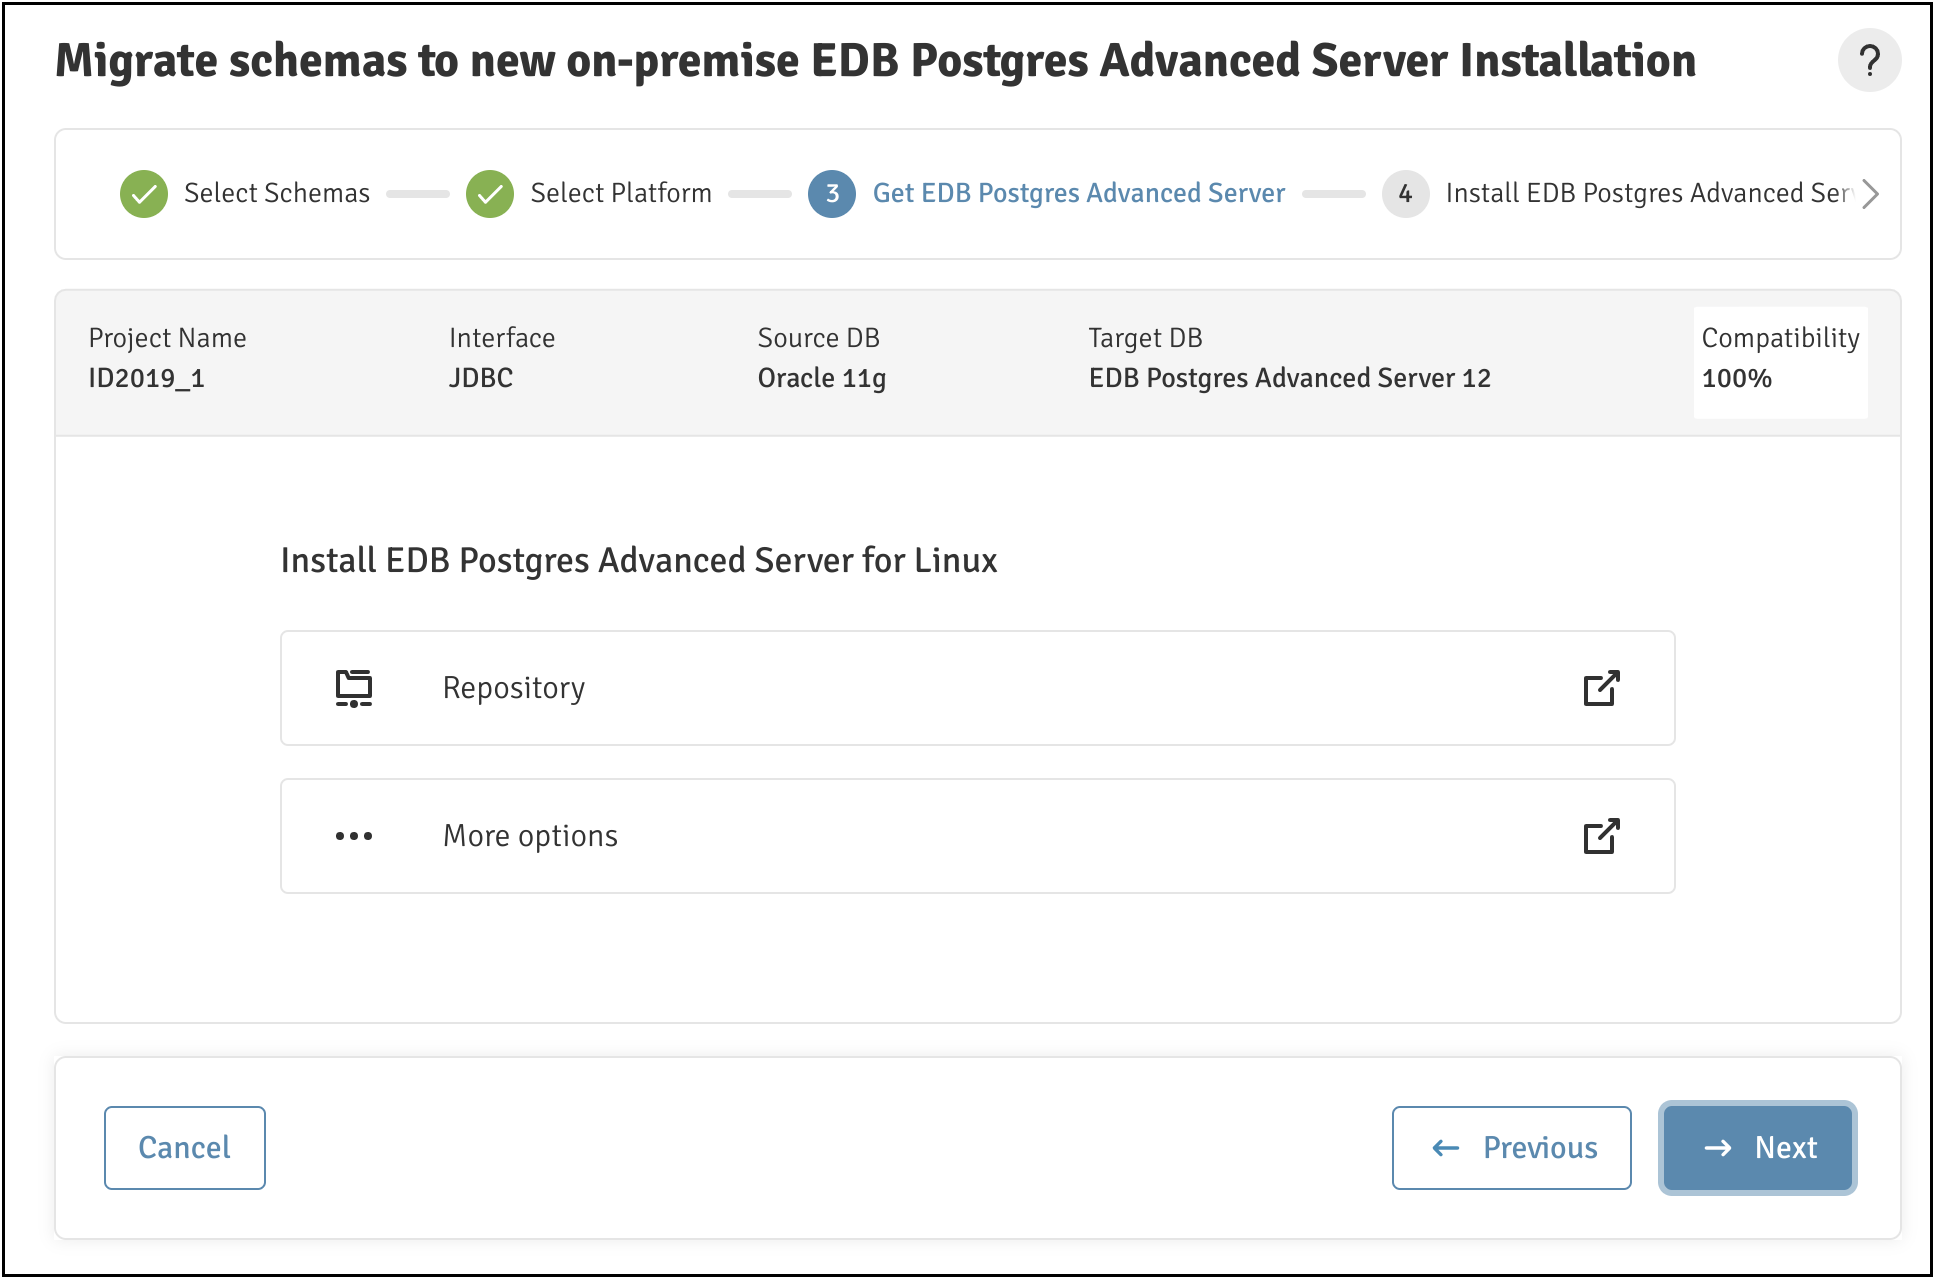 Migrate schemas to new on-premise EDB Postgres Advanced Server Installation
?
Select Schemas
Select Platform
3 Get EDB Postgres Advanced Server
4 Install EDB Postgres Advanced Ser
Project Name
ID2019_1
Interface
JDBC
Source DB
Oracle 11g
Target DB
EDB Postgres Advanced Server 12
Compatibility
100%
Install EDB Postgres Advanced Server for Linux
Repository
More options
Cancel
Previous
Next